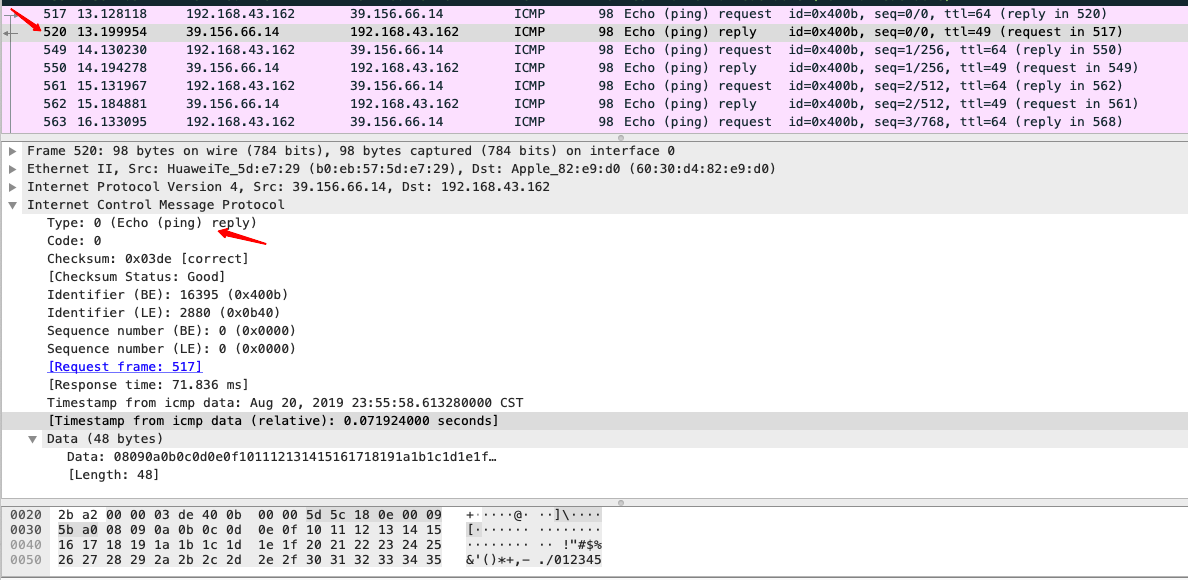 517 13.128118 192.168.43.162 39.156.66.14 ICMP 98 Echo (ping) request id=0x400b, seq=0/0, ttl=64 (reply in 520)
520 13.199954 39.156.66.14 192.168.43.162 ICMP 98 Echo (ping) reply id=0x400b, seq=0/0, ttl=49 (request in 517)
549 14.130230 192.168.43.162 39.156.66.14 ICMP 98 Echo (ping) request id=0x400b, seq=1/256, ttl=64 (reply in 550)
550 14.194278 39.156.66.14 192.168.43.162 ICMP 98 Echo (ping) reply id=0x400b, seq=1/256, ttl=49 (request in 549)
561 15.131967 192.168.43.162 39.156.66.14 ICMP 98 Echo (ping) request id=0x400b, seq=2/512, ttl=64 (reply in 562)
562 15.184881 39.156.66.14 192.168.43.162 ICMP 98 Echo (ping) reply id=0x400b, seq=2/512, ttl=49 (request in 561)
563 16.133095 192.168.43.162 39.156.66.14 ICMP 98 Echo (ping) request id=0x400b, seq=3/768, ttl=64 (reply in 568)
Frame 520: 98 bytes on wire (784 bits), 98 bytes captured (784 bits) on interface 0
Ethernet II, Src: HuaweiTe_5d:e7:29 (b0:eb:57:5d:e7:29), Dst: Apple_82:e9:d0 (60:30:d4:82:e9:d0)
Internet Protocol Version 4, Src: 39.156.66.14, Dst: 192.168.43.162
Internet Control Message Protocol
Type: 0 (Echo (ping) reply)
Code: 0
Checksum: 0x03de [correct]
[Checksum Status: Good]
Identifier (BE): 16395 (0x400b)
Identifier (LE): 2880 (0x0b40)
Sequence number (BE): 0 (0x0000)
Sequence number (LE): 0 (0x0000)
[Request frame: 517]
[Response time: 71.836 ms]
Timestamp from icmp data: Aug 20, 2019 23:55:58.613280000 CST
[Timestamp from icmp data (relative): 0.071924000 seconds]
Data (48 bytes)
Data: 08090a0b0c0d0e0f101112131415161718191a1b1c1d1e1f…
[Length: 48]
0020 2b a2 00 00 03 de 40 0b 00 00 5d 5c 18 0e 00 09 +·····@· ··]\····
0030 5b a0 08 09 0a 0b 0c 0d 0e 0f 10 11 12 13 14 15 [······· ········
0040 16 17 18 19 1a 1b 1c 1d 1e 1f 20 21 22 23 24 25 ········ ·· !"#$%
0050 26 27 28 29 2a 2b 2c 2d 2e 2f 30 31 32 33 34 35 &'()*+,- ./012345